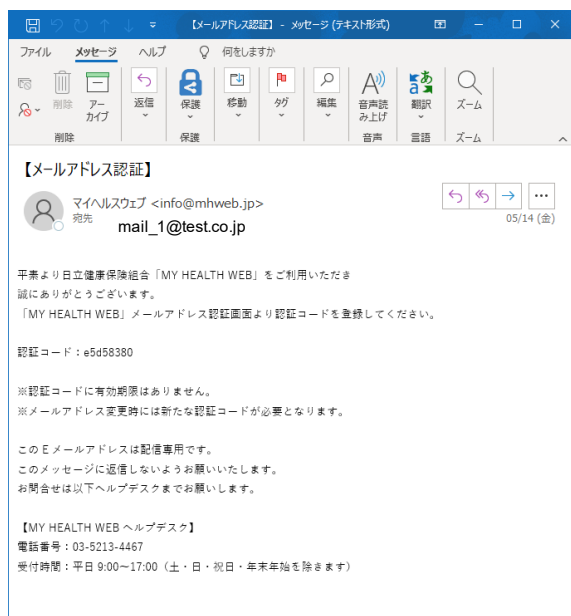 【メールアドレス認証】 - メッセージ (テキスト形式)
ファイル メッセージ ヘルプ 何をしますか
削除 アーカイブ 返信 保護 移動 タグ 編集 音声読み上げ 翻訳 ズーム
削除 保護 音声 言語 ズーム
【メールアドレス認証】
マイヘルスウェブ <info@mhweb.jp>
宛先 mail_1@test.co.jp
05/14 (金)
平素より日立健康保険組合「MY HEALTH WEB」をご利用いただき
誠にありがとうございます。
「MY HEALTH WEB」メールアドレス認証画面より認証コードを登録してください。
認証コード：e5d58380
※認証コードに有効期限はありません。
※メールアドレス変更時には新たな認証コードが必要となります。
このEメールアドレスは配信専用です。
このメッセージに返信しないようお願いいたします。
お問合せは以下ヘルプデスクまでお願いします。
【MY HEALTH WEB ヘルプデスク】
電話番号：03-5213-4467
受付時間：平日 9:00～17:00（土・日・祝日・年末年始を除きます）